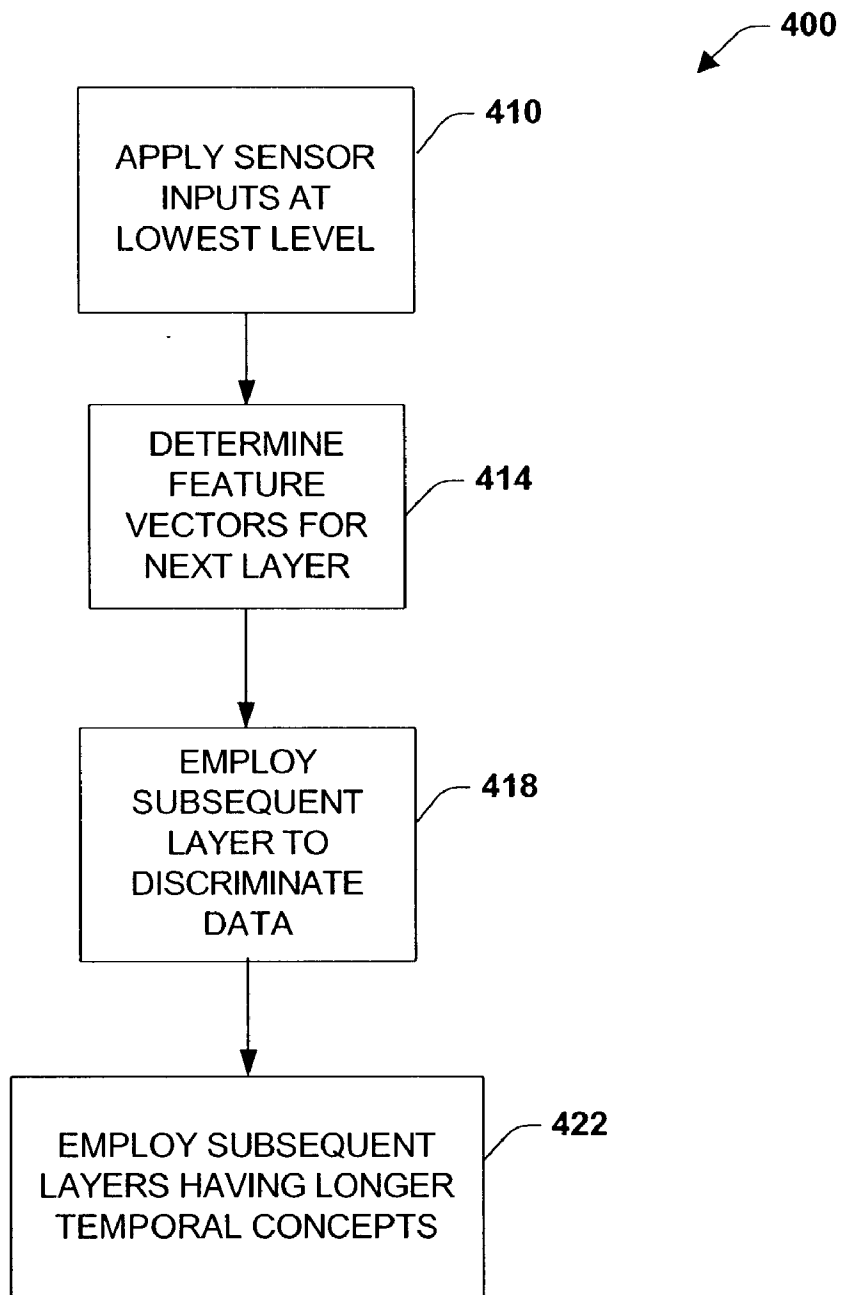 400
410
APPLY SENSOR
INPUTS AT
LOWEST LEVEL
DETERMINE
FEATURE
VECTORS FOR
NEXT LAYER
414
EMPLOY
SUBSEQUENT
LAYER TO
DISCRIMINATE
DATA
418
EMPLOY SUBSEQUENT
LAYERS HAVING LONGER
TEMPORAL CONCEPTS
422